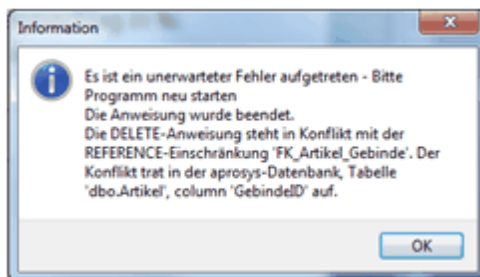 Information
Es ist ein unerwarteter Fehler aufgetreten - Bitte
Programm neu starten
Die Anweisung wurde beendet.
Die DELETE-Anweisung steht in Konflikt mit der
REFERENCE-Einschränkung 'FK_Artikel_Gebinde'. Der
Konflikt trat in der aprosys-Datenbank, Tabelle
'dbo.Artikel', column 'GebindeID' auf.
OK